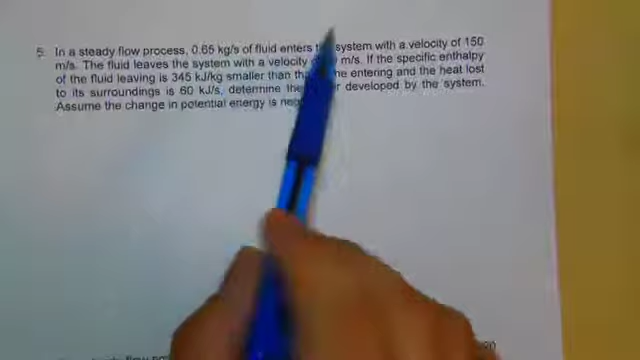 5. In a steady flow process, 0.65 kg/s of fluid enters system with a velocity of 150
m/s. The fluid leaves the system with a velocity m/s. If the specific enthalpy
of the fluid leaving is 345 kJ/kg smaller than entering and the heat lost
to its surroundings is 60 kJ/s, determine the developed by the system.
Assume the change in potential energy is